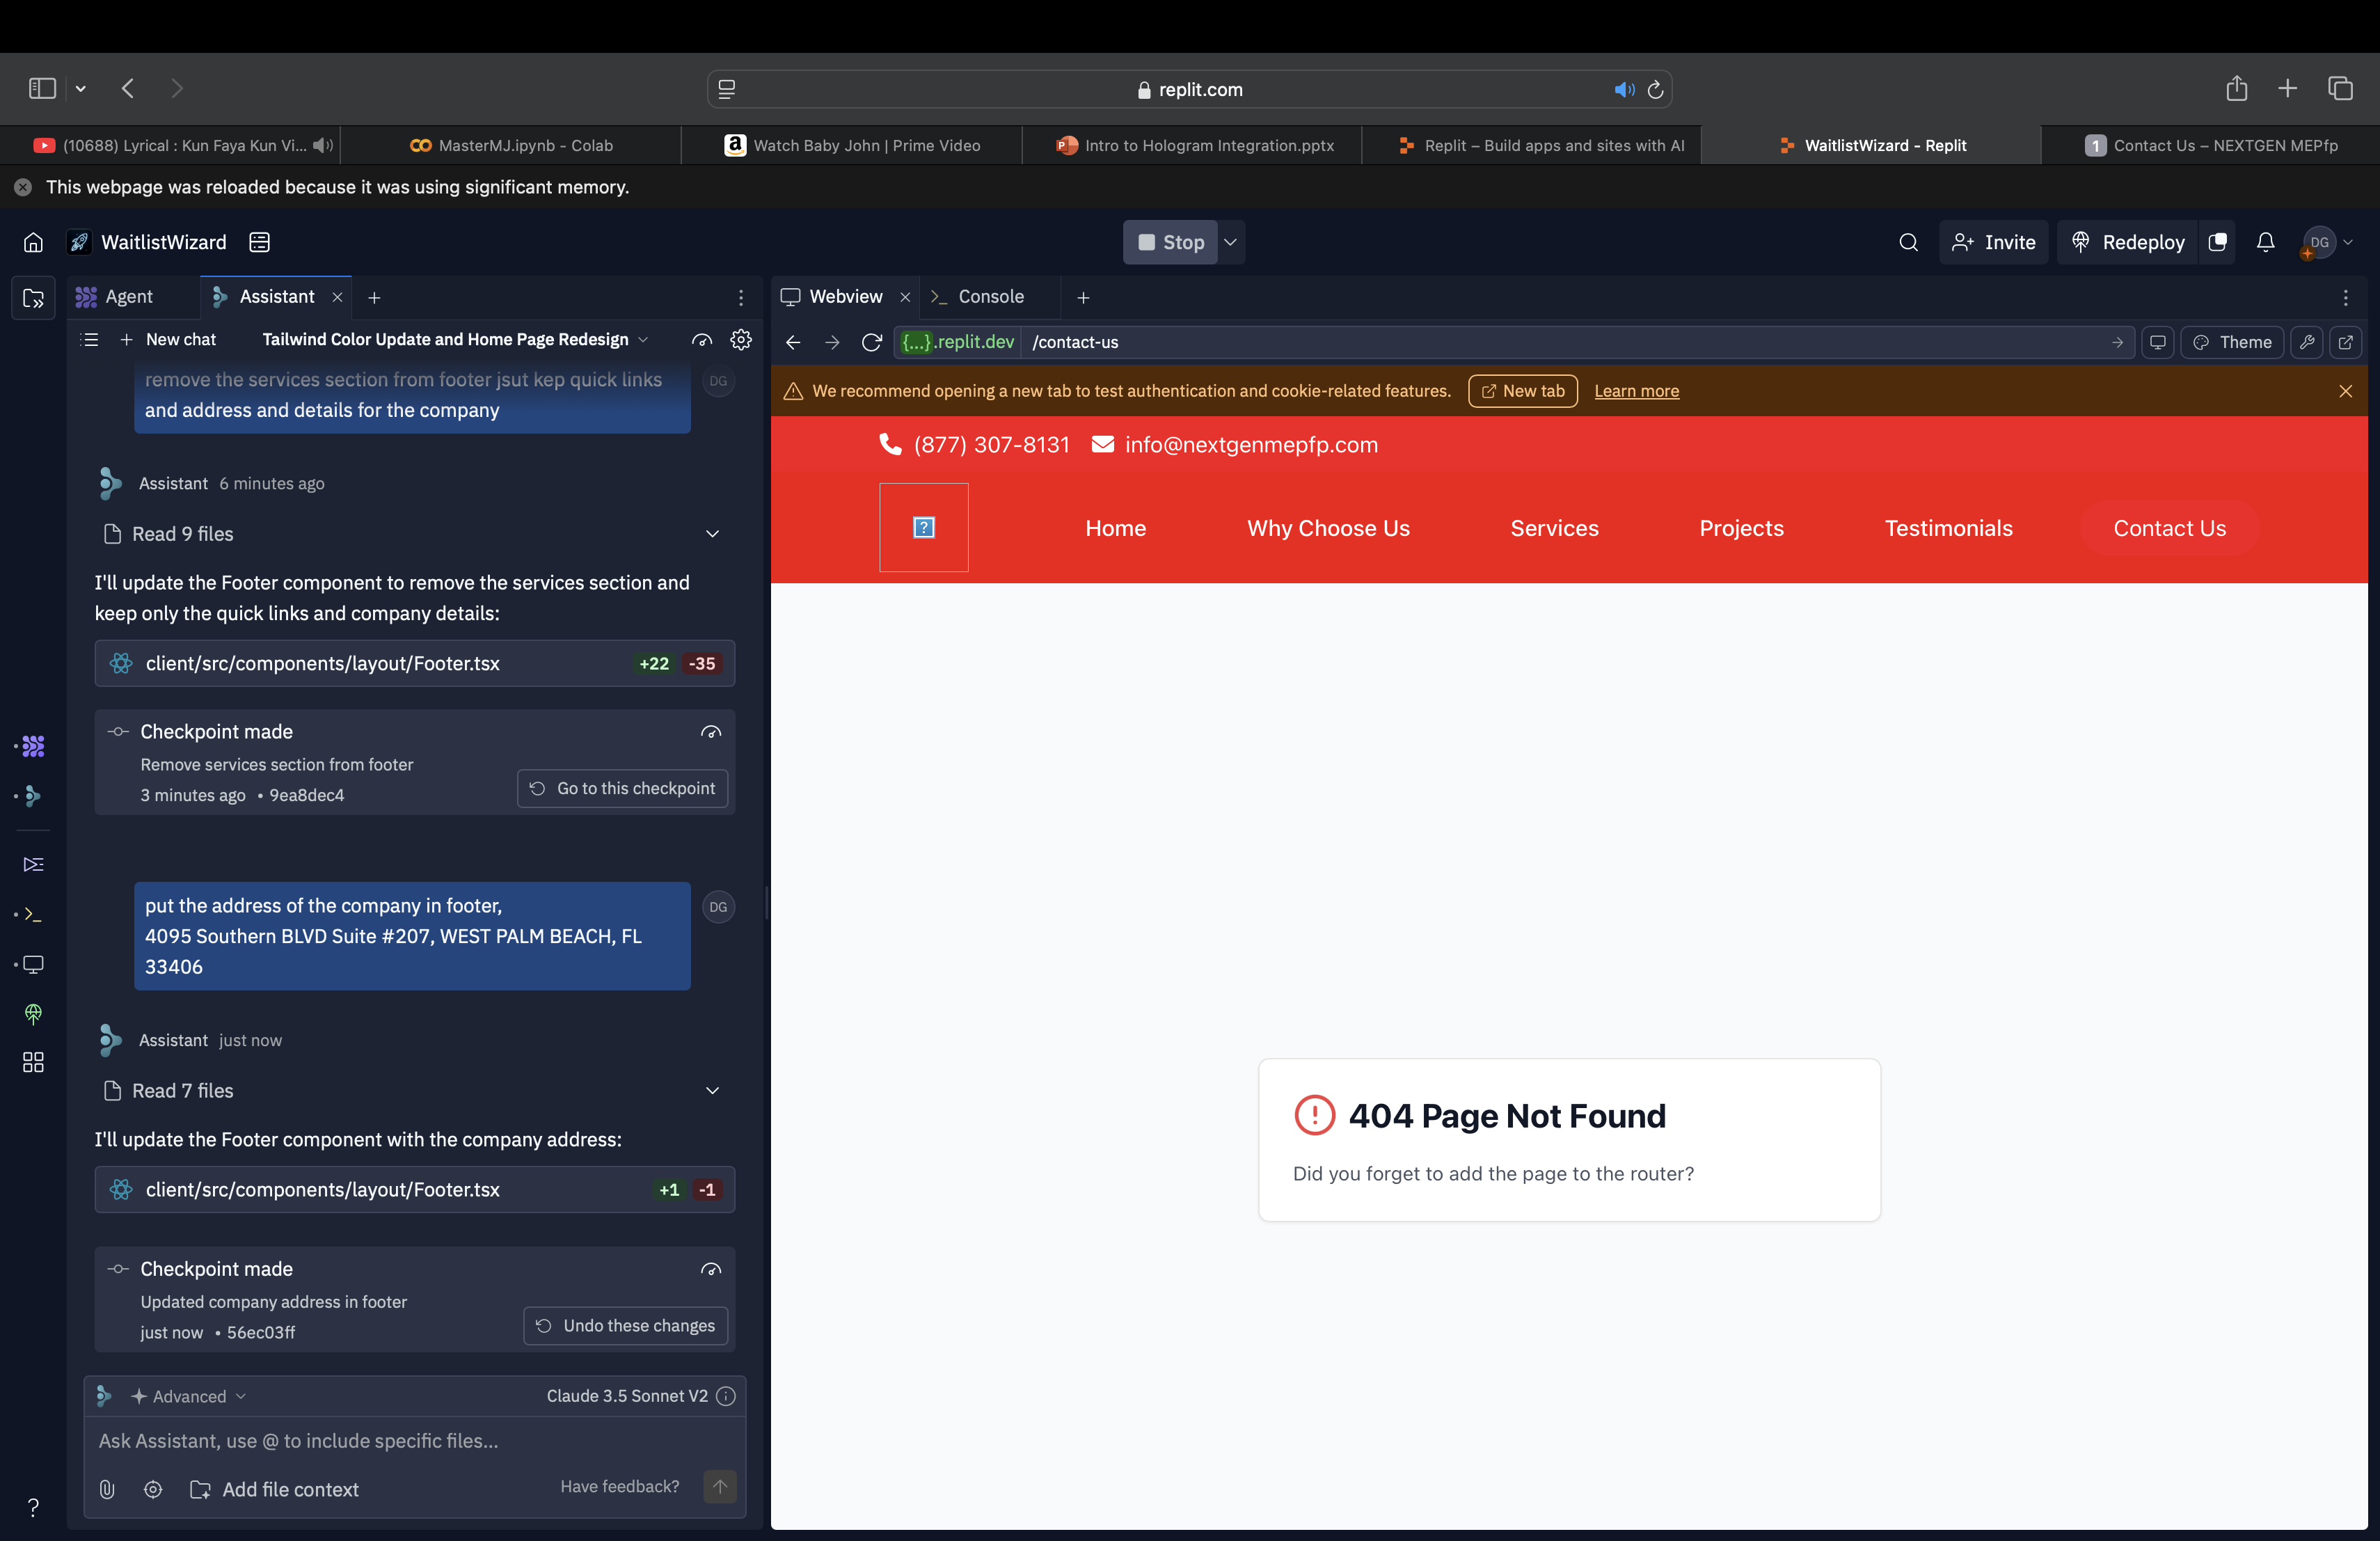 replit.com
(10688) Lyrical : Kun Faya Kun Vi...
MasterMJ.ipynb - Colab
Watch Baby John | Prime Video
Intro to Hologram Integration.pptx
Replit – Build apps and sites with AI
WaitlistWizard - Replit
1 Contact Us – NEXTGEN MEPfp
This webpage was reloaded because it was using significant memory.
WaitlistWizard
Stop
Invite
Redeploy
DG
Agent
Assistant
New chat
Tailwind Color Update and Home Page Redesign
remove the services section from footer jsut kep quick links
and address and details for the company
DG
Assistant 6 minutes ago
Read 9 files
I'll update the Footer component to remove the services section and
keep only the quick links and company details:
client/src/components/layout/Footer.tsx +22 -35
Checkpoint made
Remove services section from footer
3 minutes ago • 9ea8dec4
Go to this checkpoint
put the address of the company in footer,
4095 Southern BLVD Suite #207, WEST PALM BEACH, FL
33406
DG
Assistant just now
Read 7 files
I'll update the Footer component with the company address:
client/src/components/layout/Footer.tsx +1 -1
Checkpoint made
Updated company address in footer
just now • 56ec03ff
Undo these changes
Advanced
Claude 3.5 Sonnet V2
Ask Assistant, use @ to include specific files...
Add file context
Have feedback?
?
Webview
Console
{...}.replit.dev /contact-us
Theme
We recommend opening a new tab to test authentication and cookie-related features.
New tab
Learn more
(877) 307-8131 info@nextgenmepfp.com
?
Home
Why Choose Us
Services
Projects
Testimonials
Contact Us
404 Page Not Found
Did you forget to add the page to the router?